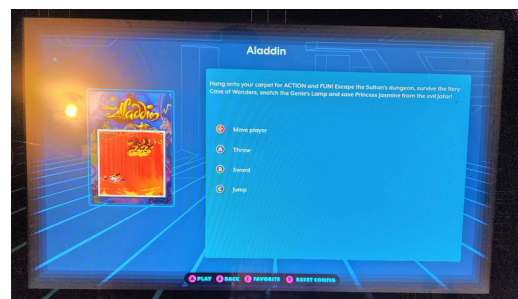 Aladdin
Hang onto your carpet for ACTION and FUN! Escape the Sultan's dungeon, survive the fiery
Cave of Wonders, snatch the Genie's Lamp and save Princess Jasmine from the evil Jafar!
Aladdin
Move player
A Throw
B Sword
C Jump
A PLAY B BACK C FAVORITE RESET CONFIG